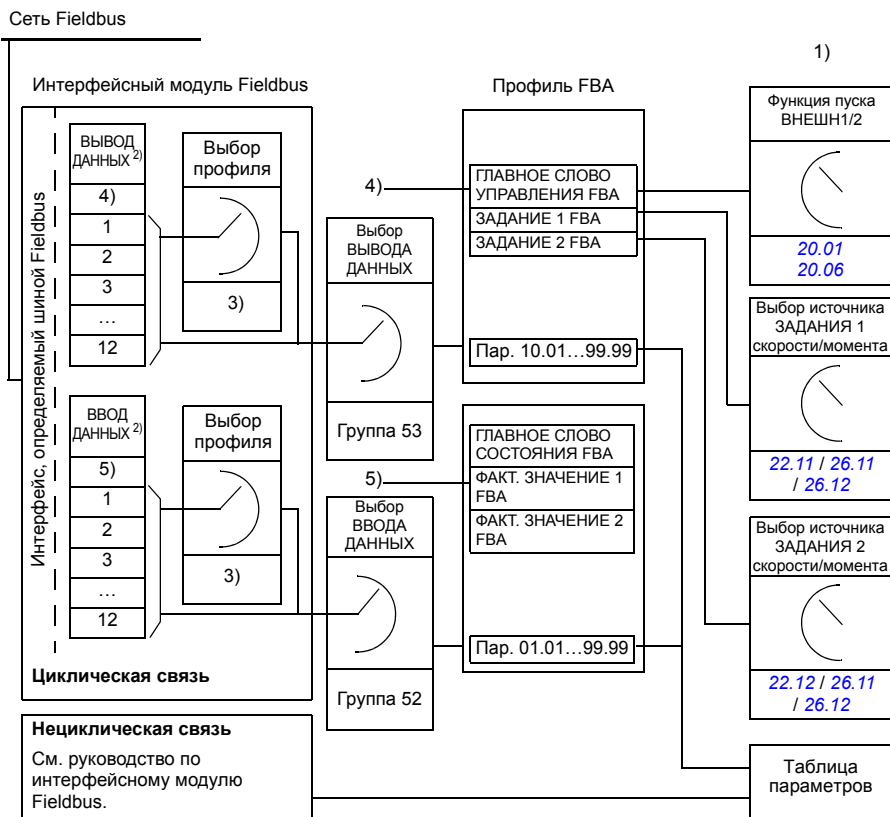 Сеть Fieldbus
1)
Интерфейсный модуль Fieldbus
Профиль FBA
Интерфейс, определяемый шиной Fieldbus
ВЫВОД
ДАННЫХ 2)
4)
1
2
3
…
12
Выбор
профиля
3)
4)
Выбор
ВЫВОДА
ДАННЫХ
Группа 53
ГЛАВНОЕ СЛОВО
УПРАВЛЕНИЯ FBA
ЗАДАНИЕ 1 FBA
ЗАДАНИЕ 2 FBA
Пар. 10.01…99.99
Функция пуска
ВНЕШН1/2
20.01
20.06
Выбор источника
ЗАДАНИЯ 1
скорости/момента
22.11 / 26.11
/ 26.12
ВВОД
ДАННЫХ 2)
5)
1
2
3
…
12
Выбор
профиля
3)
5)
Выбор
ВВОДА
ДАННЫХ
Группа 52
ГЛАВНОЕ СЛОВО
СОСТОЯНИЯ FBA
ФАКТ. ЗНАЧЕНИЕ 1
FBA
ФАКТ. ЗНАЧЕНИЕ 2
FBA
Пар. 01.01…99.99
Выбор источника
ЗАДАНИЯ 2
скорости/момента
22.12 / 26.11
/ 26.12
Циклическая связь
Нециклическая связь
См. руководство по
интерфейсному модулю
Fieldbus.
Таблица
параметров